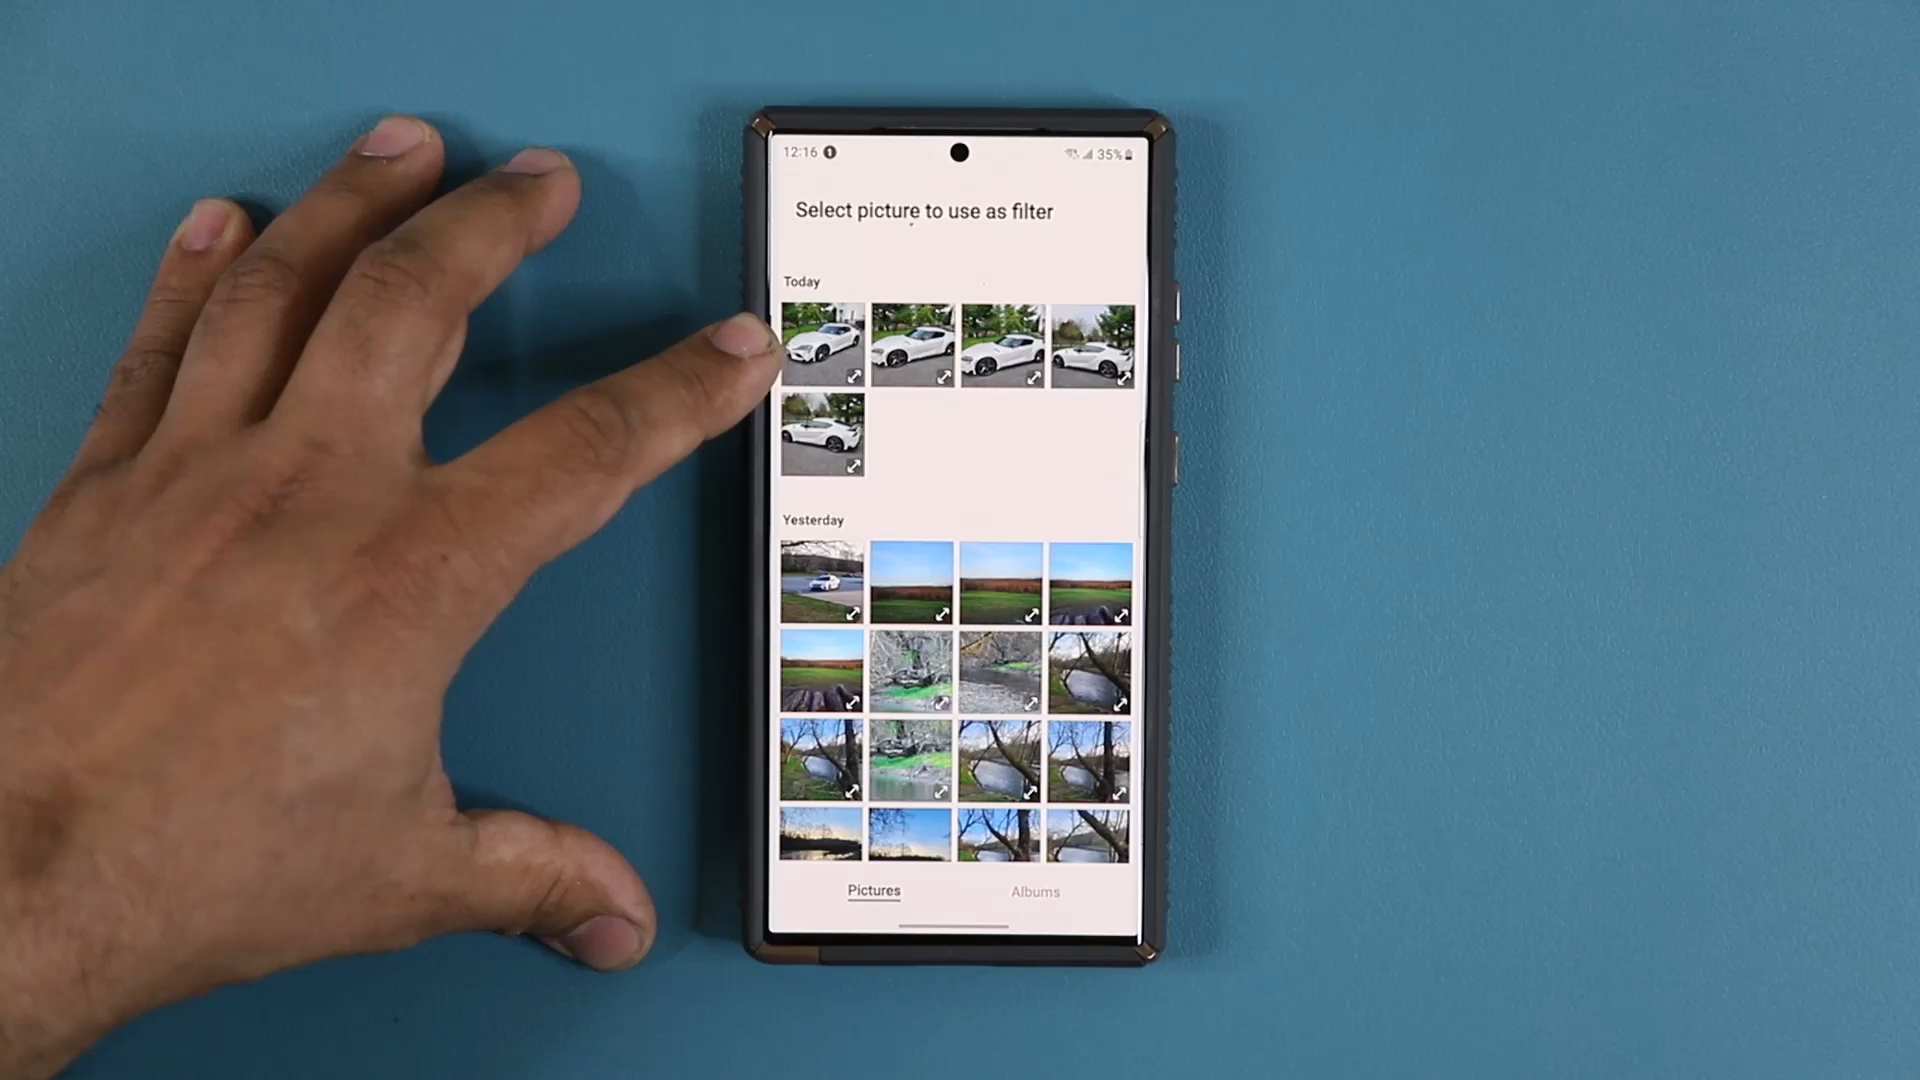 12:16 35%
Select picture to use as filter
Today
Yesterday
Pictures Albums